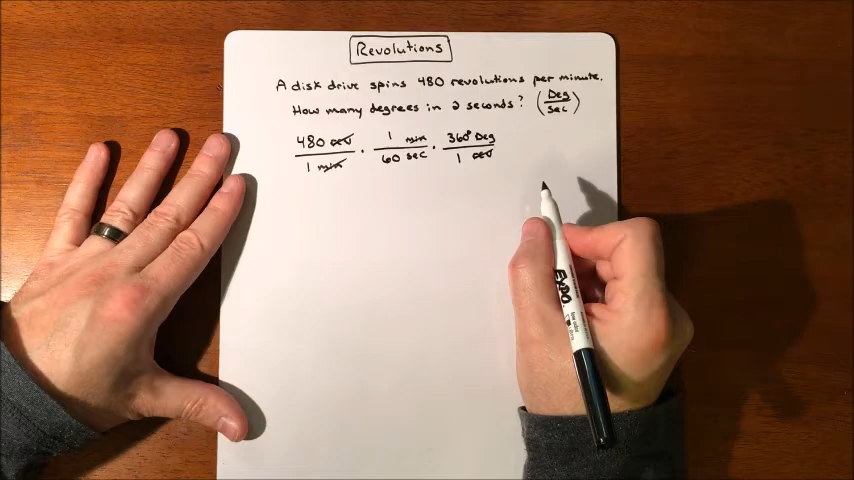 Revolutions
A disk drive spins 480 revolutions per minute.
How many degrees in 2 seconds? (Deg/sec)
480 rev/1 min · 1 min/60 sec · 360° Deg/1 rev
EXPO